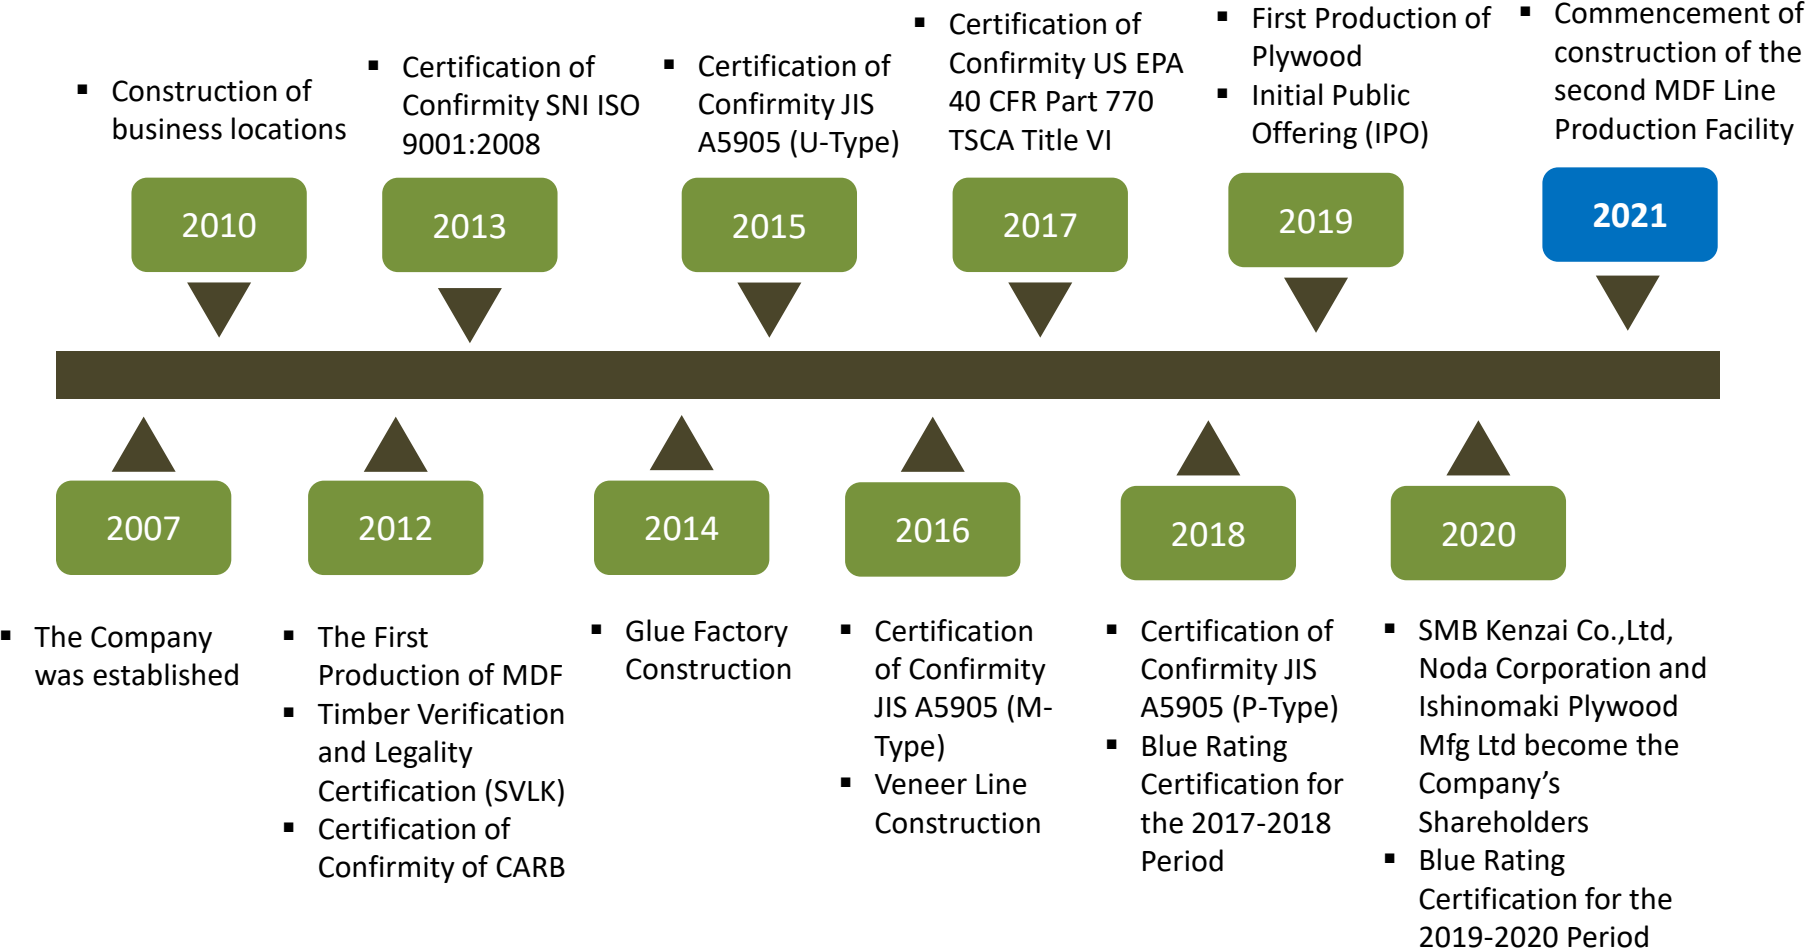 ▪ Construction of
business locations
▪ Certification of
Confirmity SNI ISO
9001:2008
▪ Certification of
Confirmity JIS
A5905 (U-Type)
▪ Certification of
Confirmity US EPA
40 CFR Part 770
TSCA Title VI
▪ First Production of
Plywood
▪ Initial Public
Offering (IPO)
▪ Commencement of
construction of the
second MDF Line
Production Facility
2010
2013
2015
2017
2019
2021
2007
2012
2014
2016
2018
2020
▪ The Company
was established
▪ The First
Production of MDF
▪ Timber Verification
and Legality
Certification (SVLK)
▪ Certification of
Confirmity of CARB
▪ Glue Factory
Construction
▪ Certification
of Confirmity
JIS A5905 (M-
Type)
▪ Veneer Line
Construction
▪ Certification of
Confirmity JIS
A5905 (P-Type)
▪ Blue Rating
Certification for
the 2017-2018
Period
▪ SMB Kenzai Co.,Ltd,
Noda Corporation and
Ishinomaki Plywood
Mfg Ltd become the
Company’s
Shareholders
▪ Blue Rating
Certification for the
2019-2020 Period